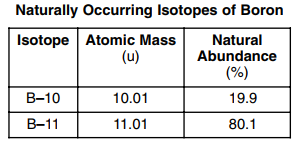 Naturally Occurring Isotopes of Boron
Isotope Atomic Mass (u) Natural Abundance (%)
B–10 10.01 19.9
B–11 11.01 80.1